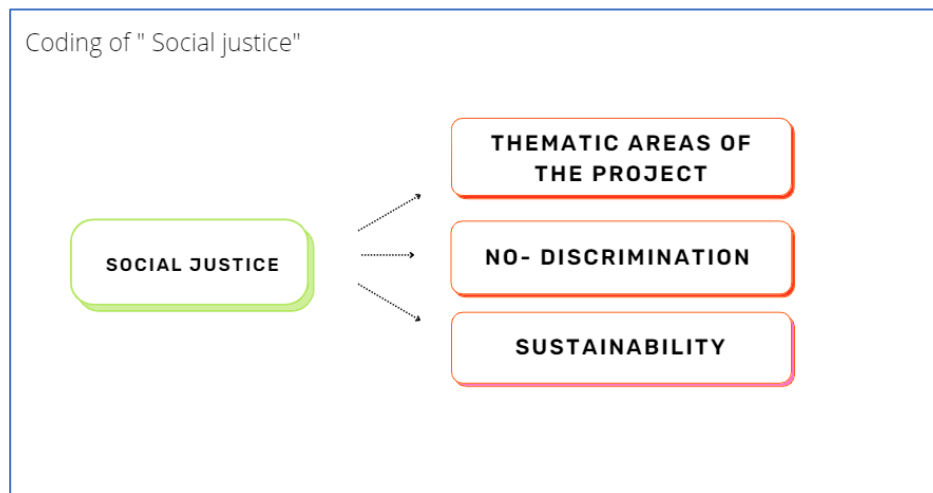 Coding of " Social justice"
THEMATIC AREAS OF
THE PROJECT
SOCIAL JUSTICE
NO- DISCRIMINATION
SUSTAINABILITY